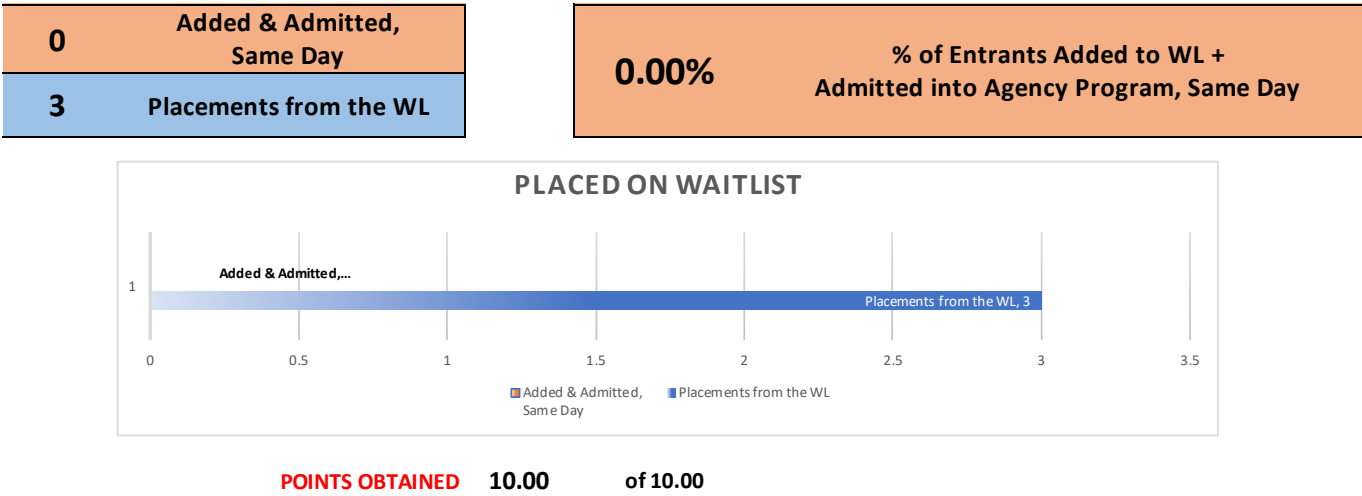 0 Added & Admitted,
Same Day
3 Placements from the WL
0.00% % of Entrants Added to WL +
Admitted into Agency Program, Same Day
PLACED ON WAITLIST
Added & Admitted,...
1
Placements from the WL, 3
0 0.5 1 1.5 2 2.5 3 3.5
Added & Admitted,
Same Day
Placements from the WL
POINTS OBTAINED 10.00 of 10.00